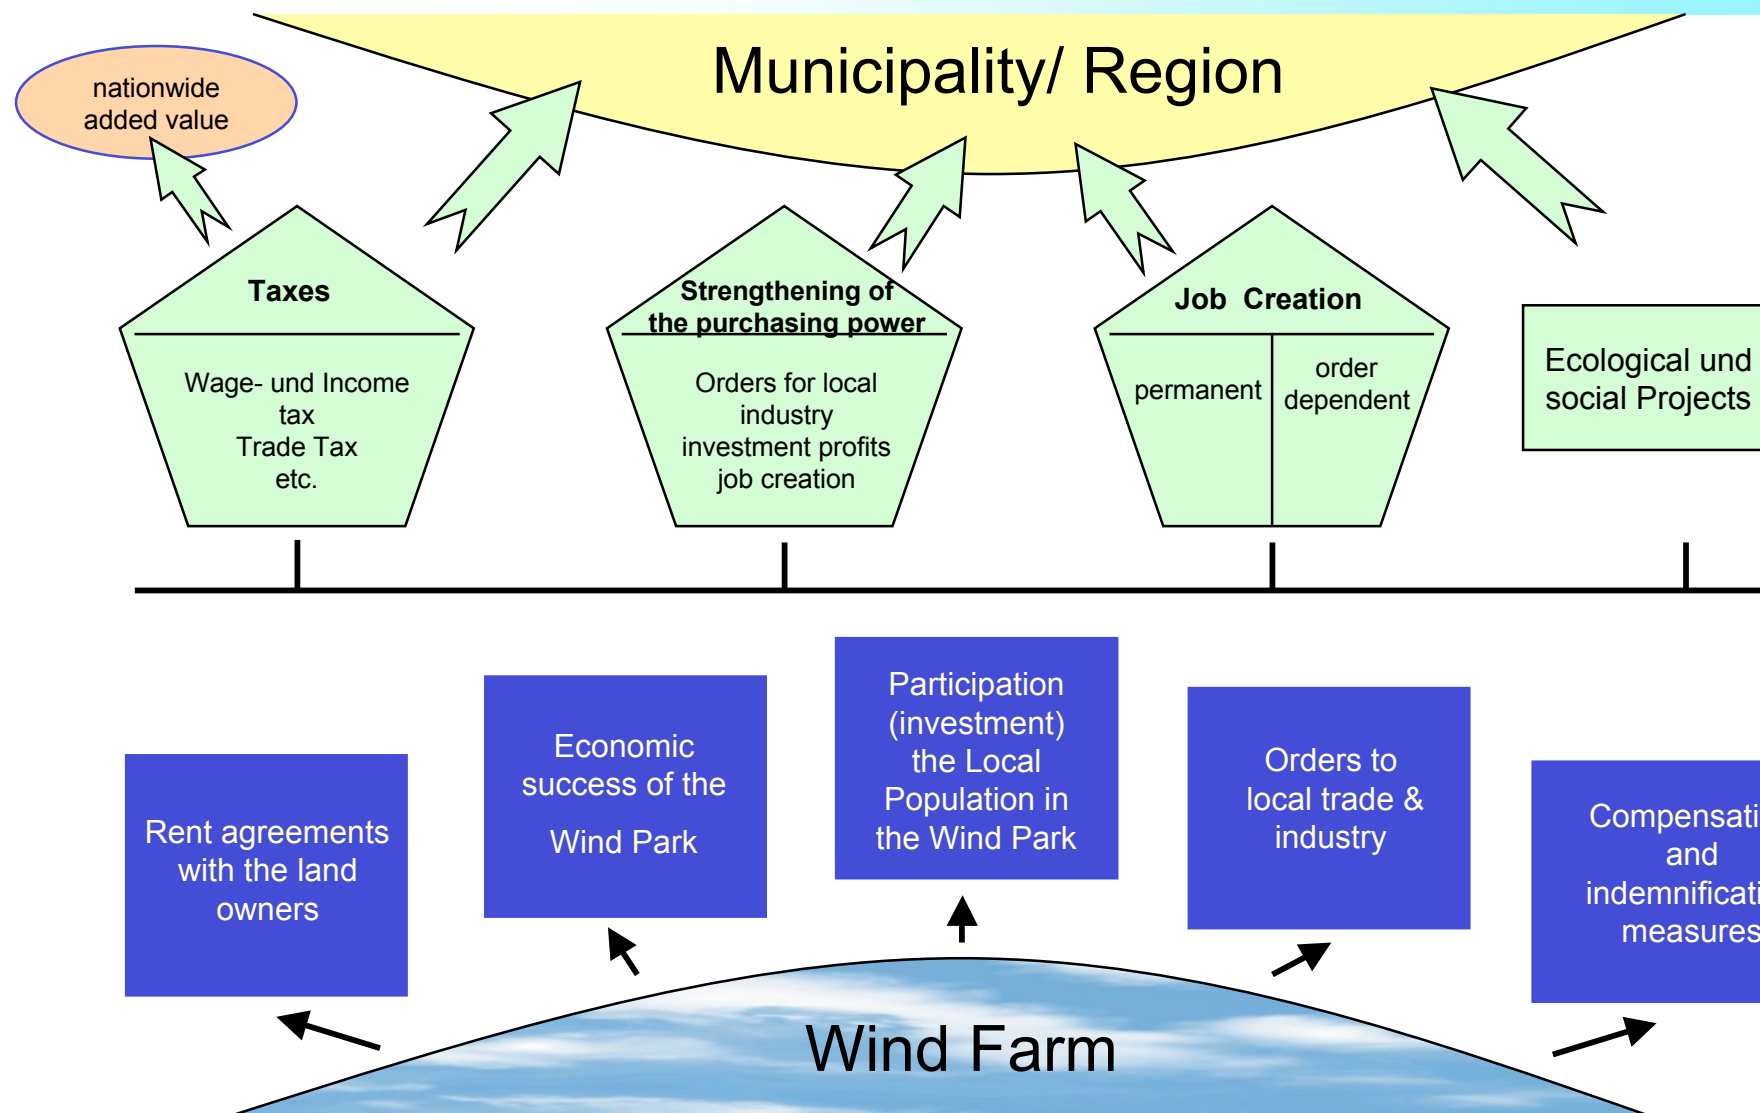 Municipality/ Region
nationwide
added value
Taxes
Wage- und Income
tax
Trade Tax
etc.
Strengthening of
the purchasing power
Orders for local
industry
investment profits
job creation
Job Creation
permanent
order
dependent
Ecological und
social Projects
Rent agreements
with the land
owners
Economic
success of the
Wind Park
Participation
(investment)
the Local
Population in
the Wind Park
Orders to
local trade &
industry
and
measures
Wind Farm